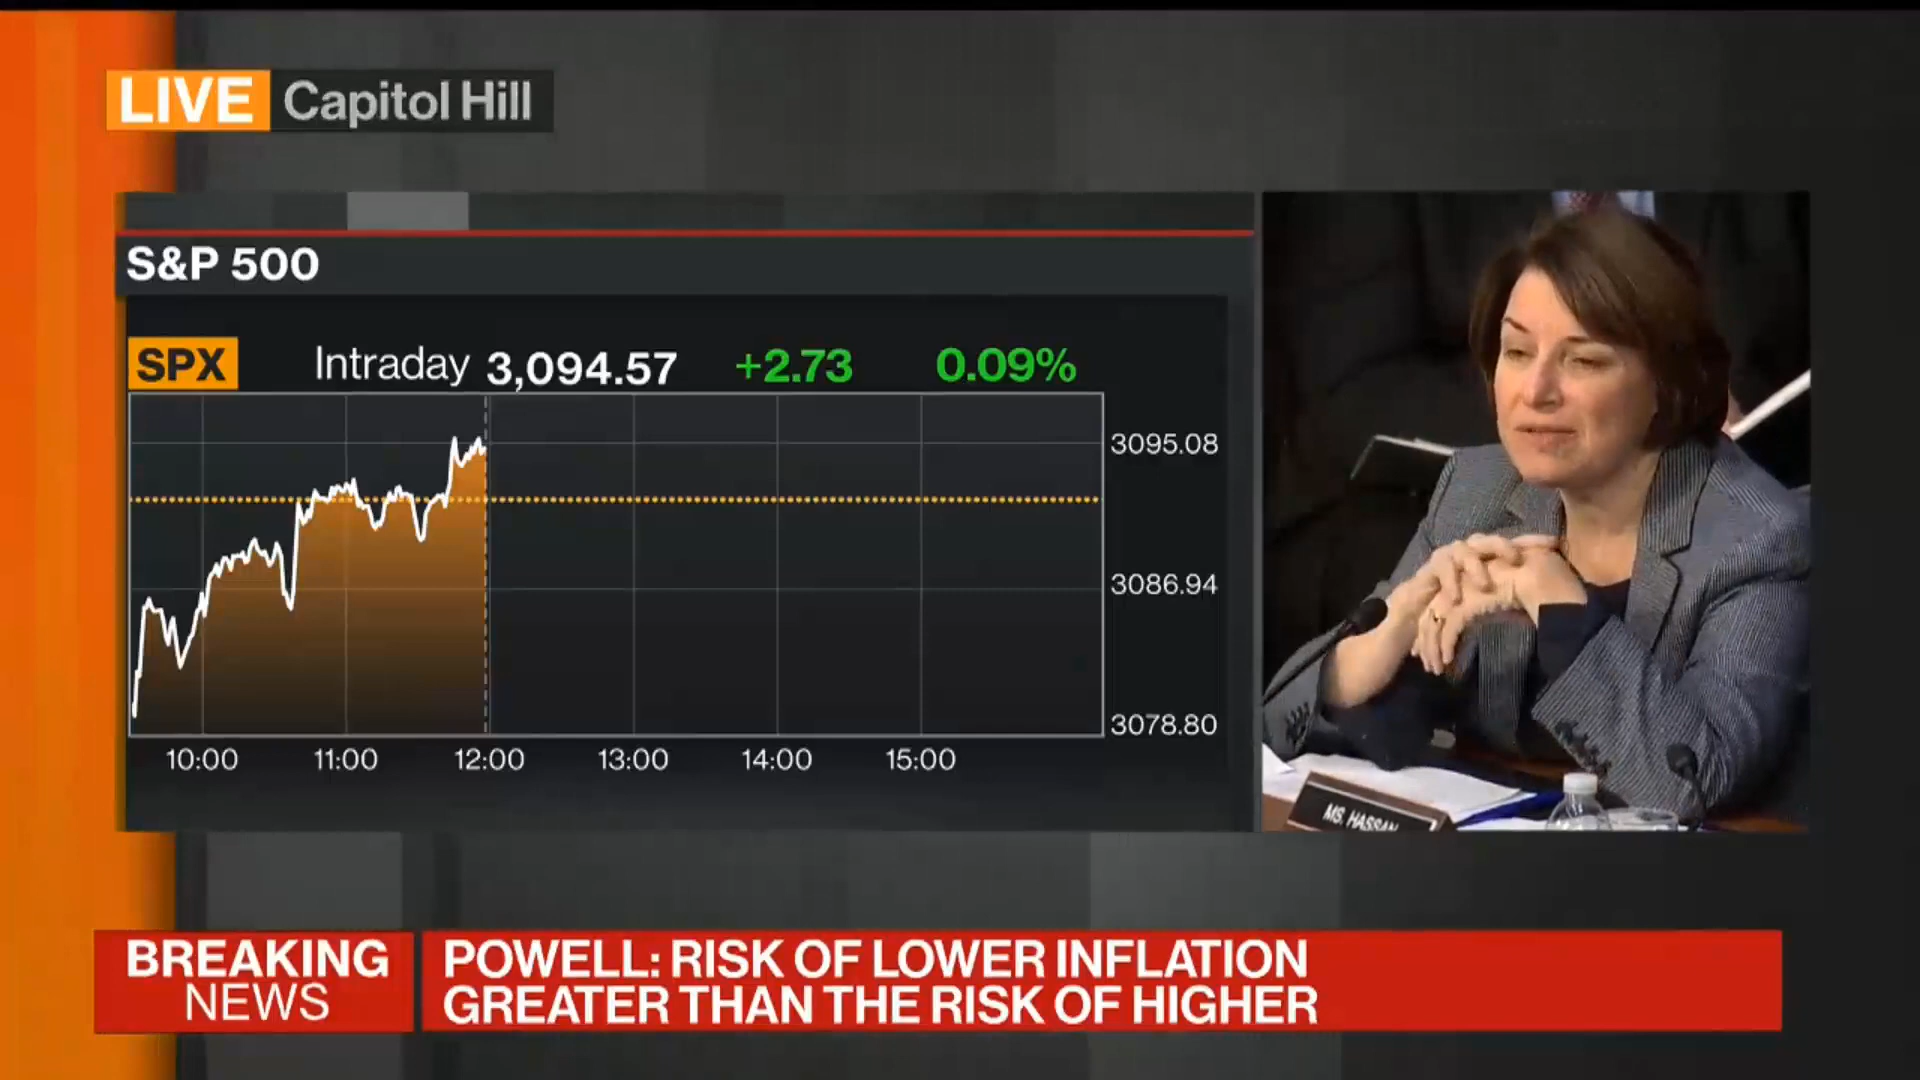 LIVE Capitol Hill
S&P 500
SPX Intraday 3,094.57 +2.73 0.09%
3095.08
3086.94
3078.80
10:00 11:00 12:00 13:00 14:00 15:00
MS. HASSAN
BREAKING NEWS
POWELL: RISK OF LOWER INFLATION
GREATER THAN THE RISK OF HIGHER